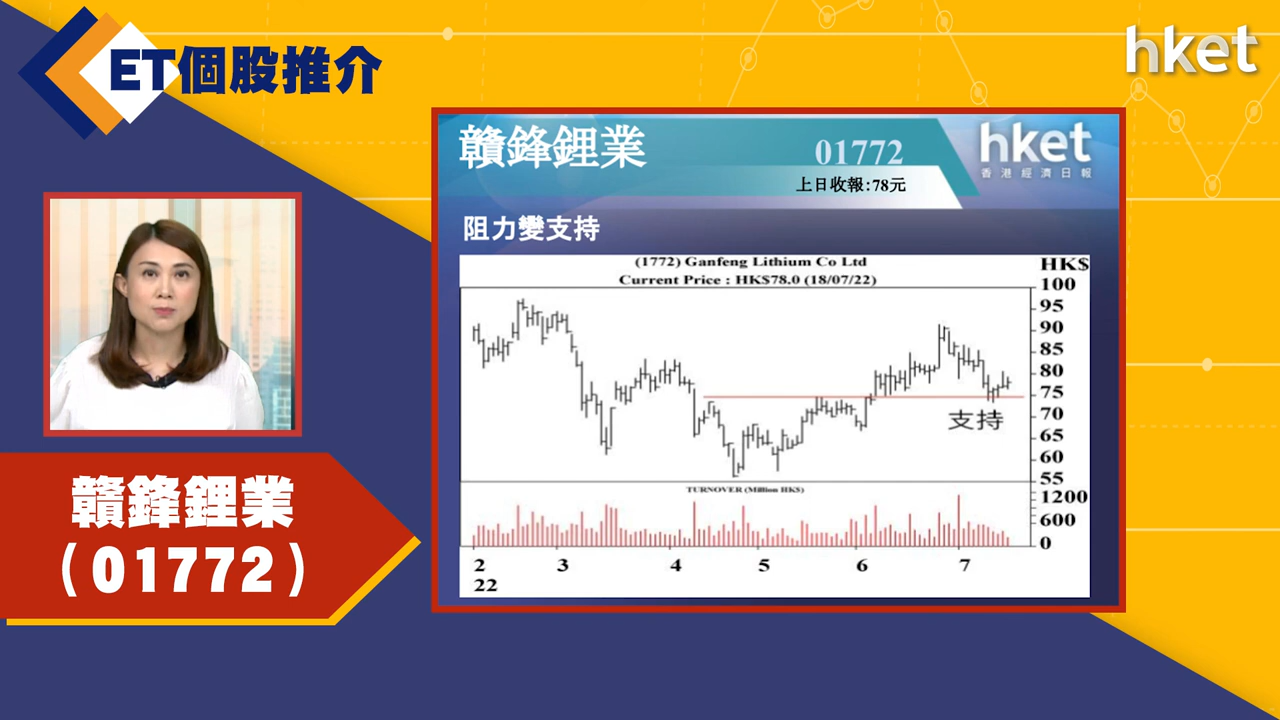 ET個股推介
hket
贛鋒鋰業
01772
hket
香港經濟日報
上日收報:78元
阻力變支持
(1772) Ganfeng Lithium Co Ltd
Current Price : HK$78.0 (18/07/22)
HK$
100
95
90
85
80
75
70
65
60
55
支持
TURNOVER (Million HK$)
1200
600
0
2 3 4 5 6 7
22
贛鋒鋰業
(01772)